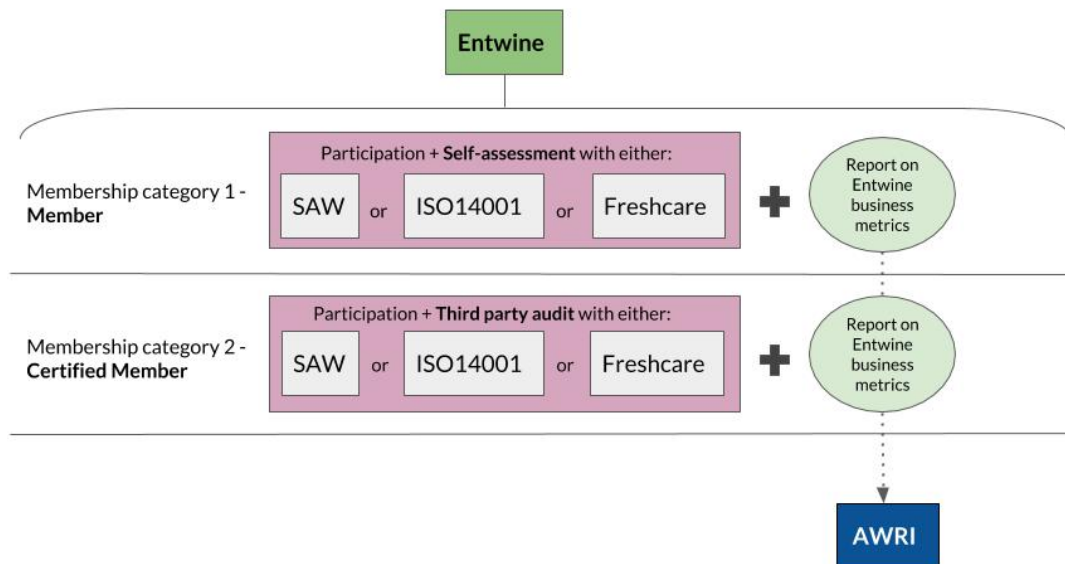 Entwine
Participation + Self-assessment with either:
Membership category 1 -
Member
SAW or ISO14001 or Freshcare
Report on
Entwine
business
metrics
Participation + Third party audit with either:
Membership category 2 -
Certified Member
SAW or ISO14001 or Freshcare
Report on
Entwine
business
metrics
AWRI